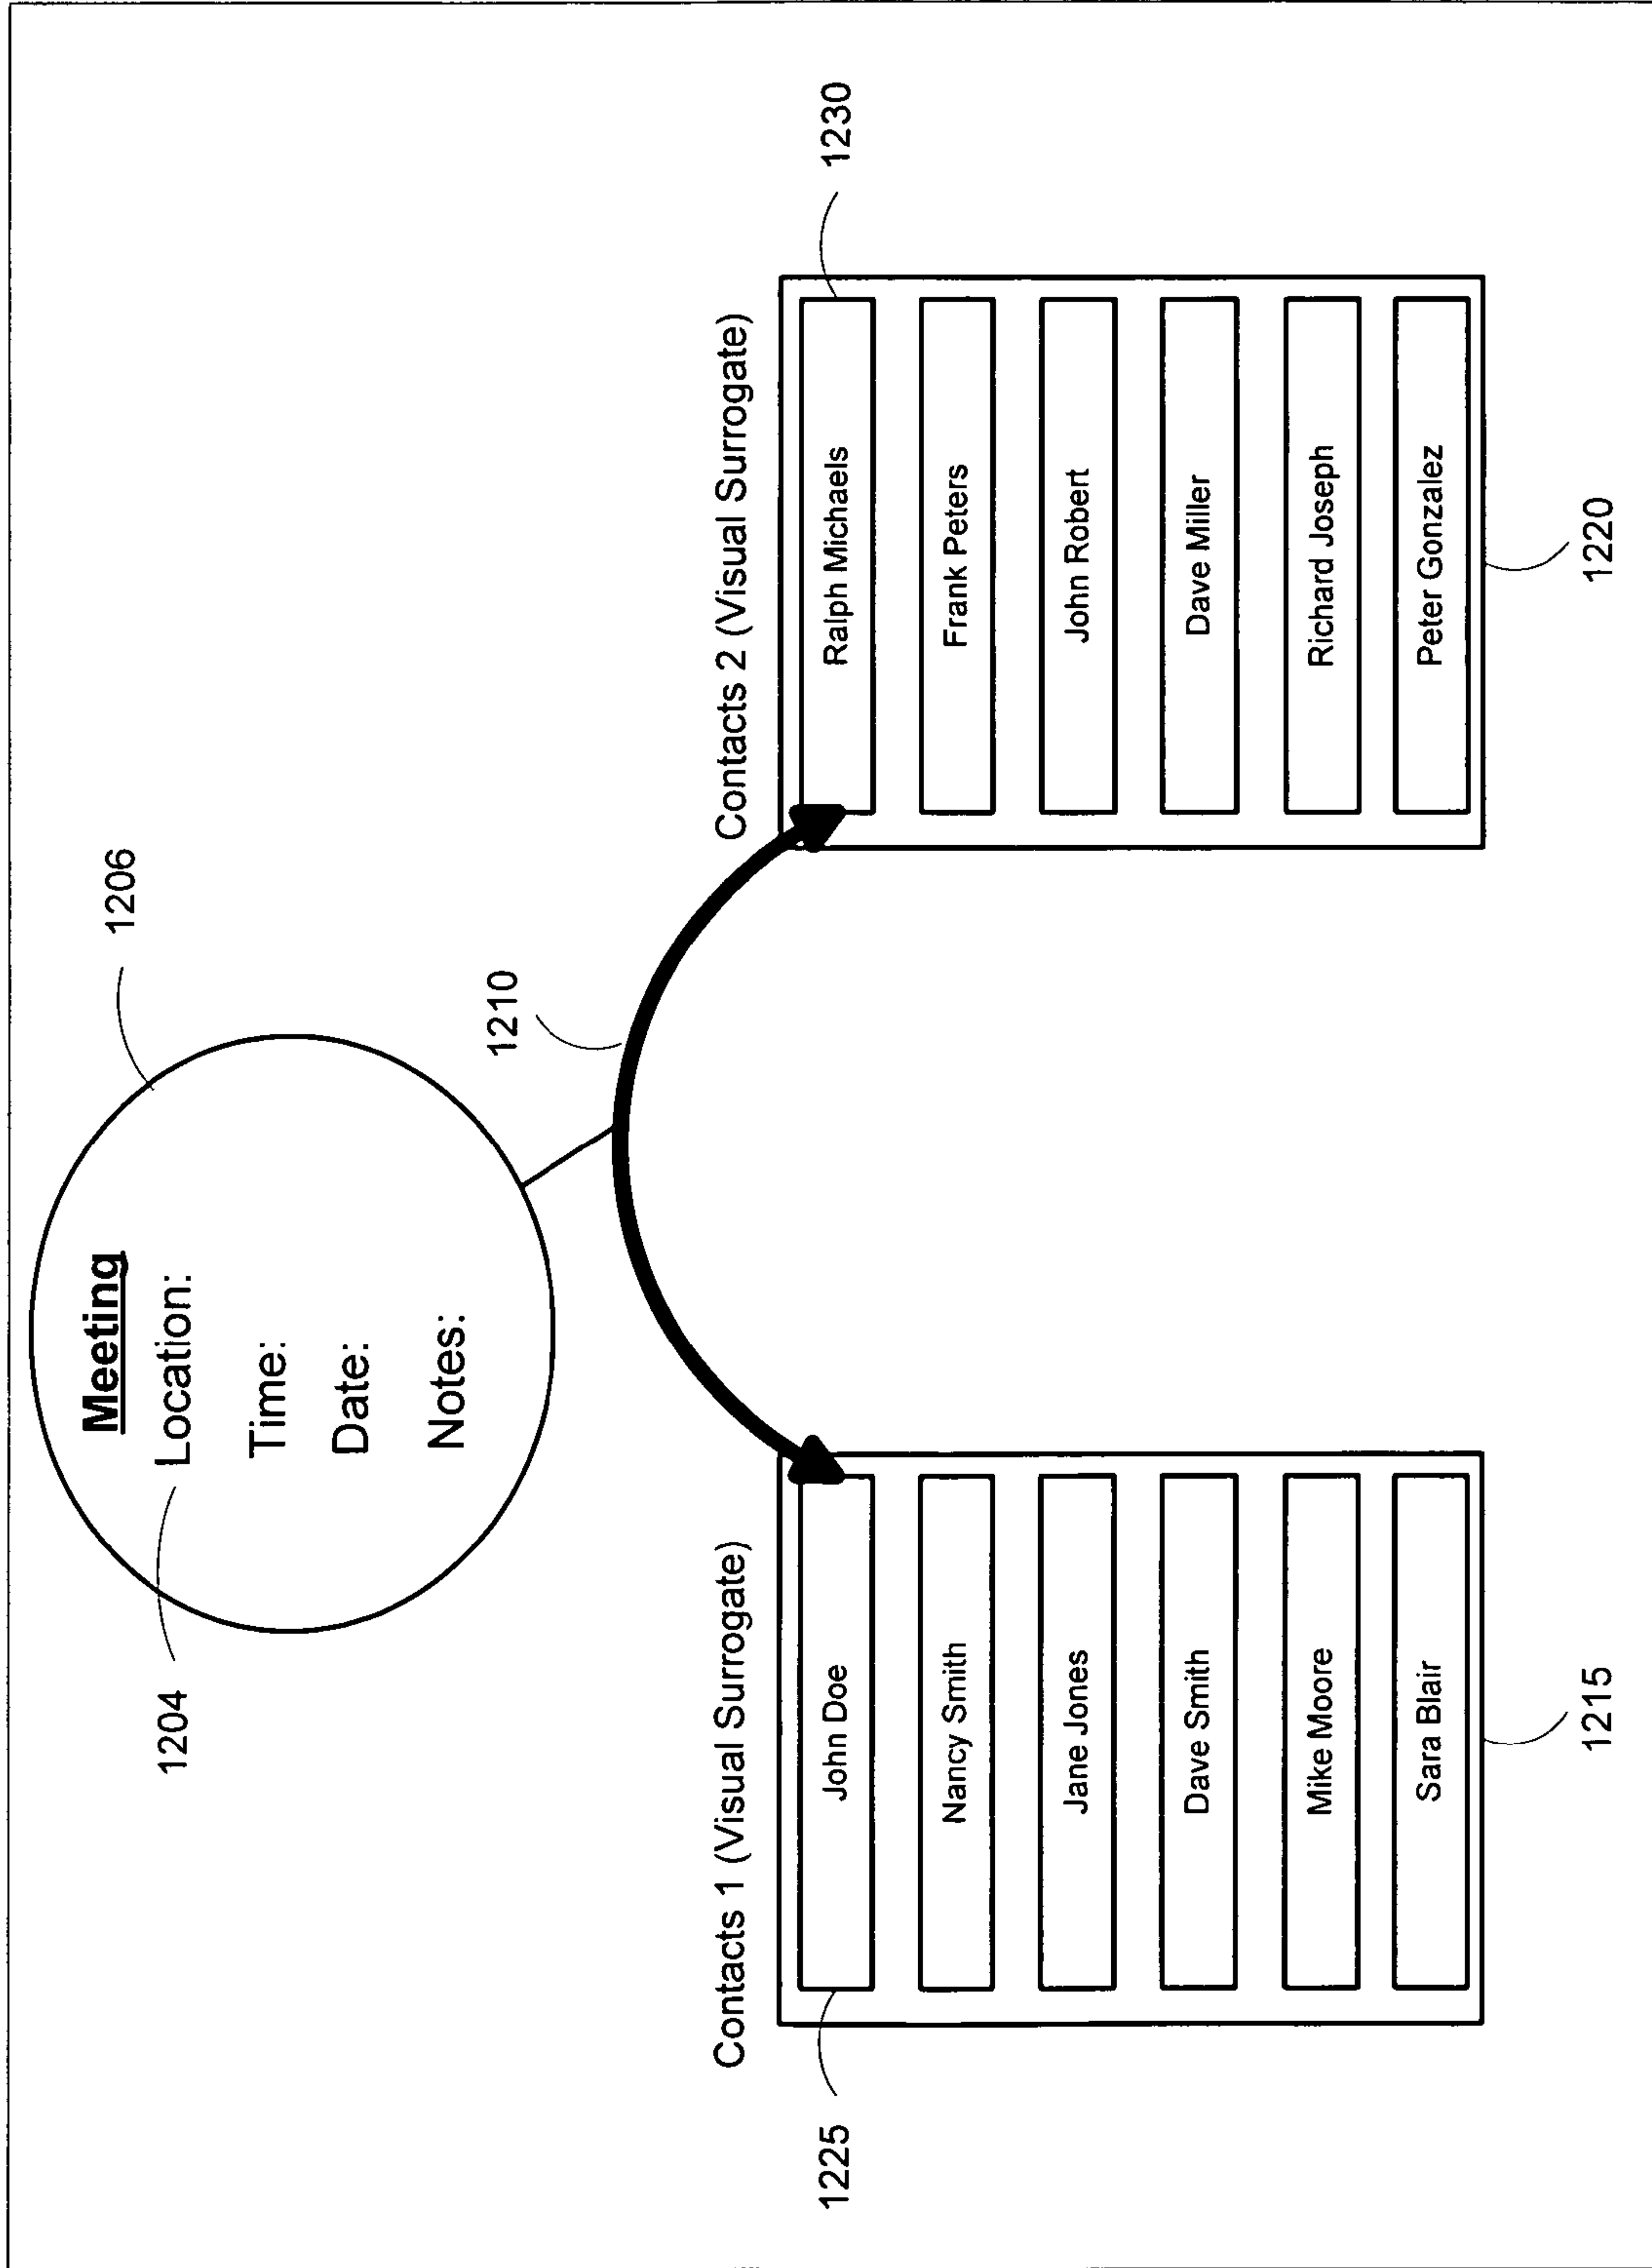 1206
Meeting
1204
Location:
Time:
Date:
Notes:
1210
Contacts 1 (Visual Surrogate)
1225
John Doe
Nancy Smith
Jane Jones
Dave Smith
Mike Moore
Sara Blair
1215
Contacts 2 (Visual Surrogate)
1230
Ralph Michaels
Frank Peters
John Robert
Dave Miller
Richard Joseph
Peter Gonzalez
1220